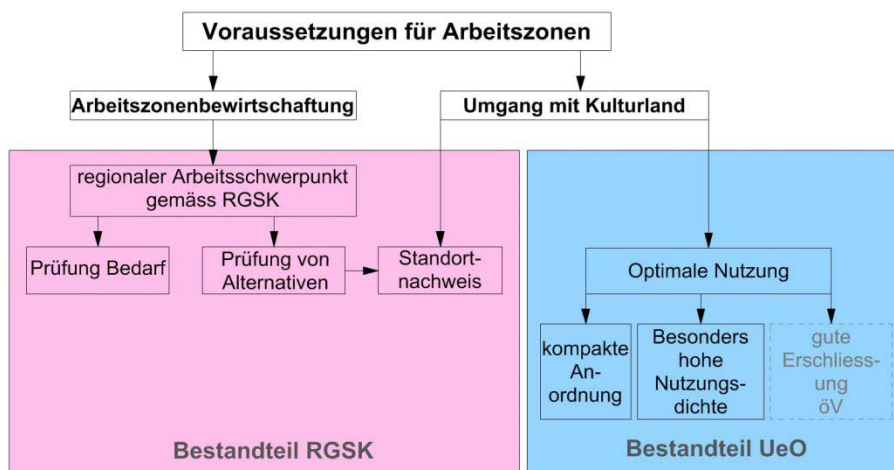 Voraussetzungen für Arbeitszonen
Arbeitszonenbewirtschaftung
Umgang mit Kulturland
regionaler Arbeitsschwerpunkt
gemäss RGSK
Prüfung Bedarf
Prüfung von
Alternativen
Standort-
nachweis
Optimale Nutzung
kompakte
An-
ordnung
Besonders
hohe
Nutzungs-
dichte
gute
Erschliess-
ung
öV
Bestandteil RGSK
Bestandteil UeO